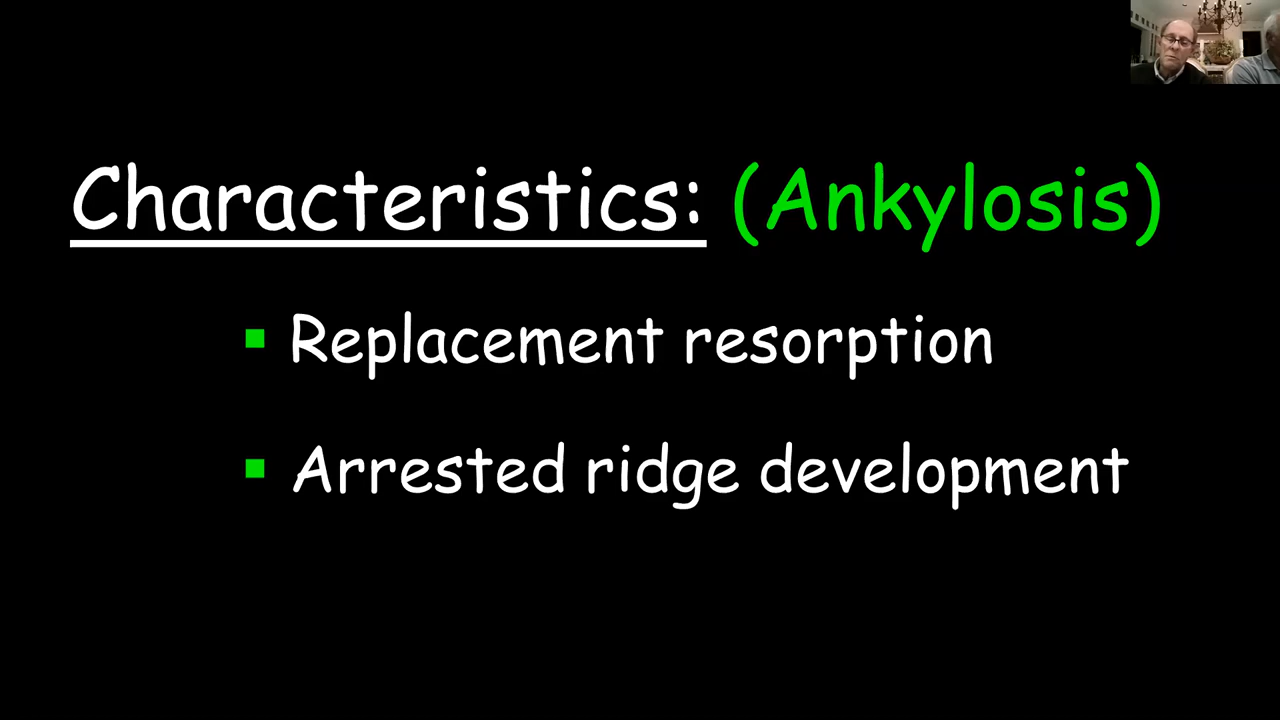 Characteristics: (Ankylosis)
▪ Replacement resorption
▪ Arrested ridge development